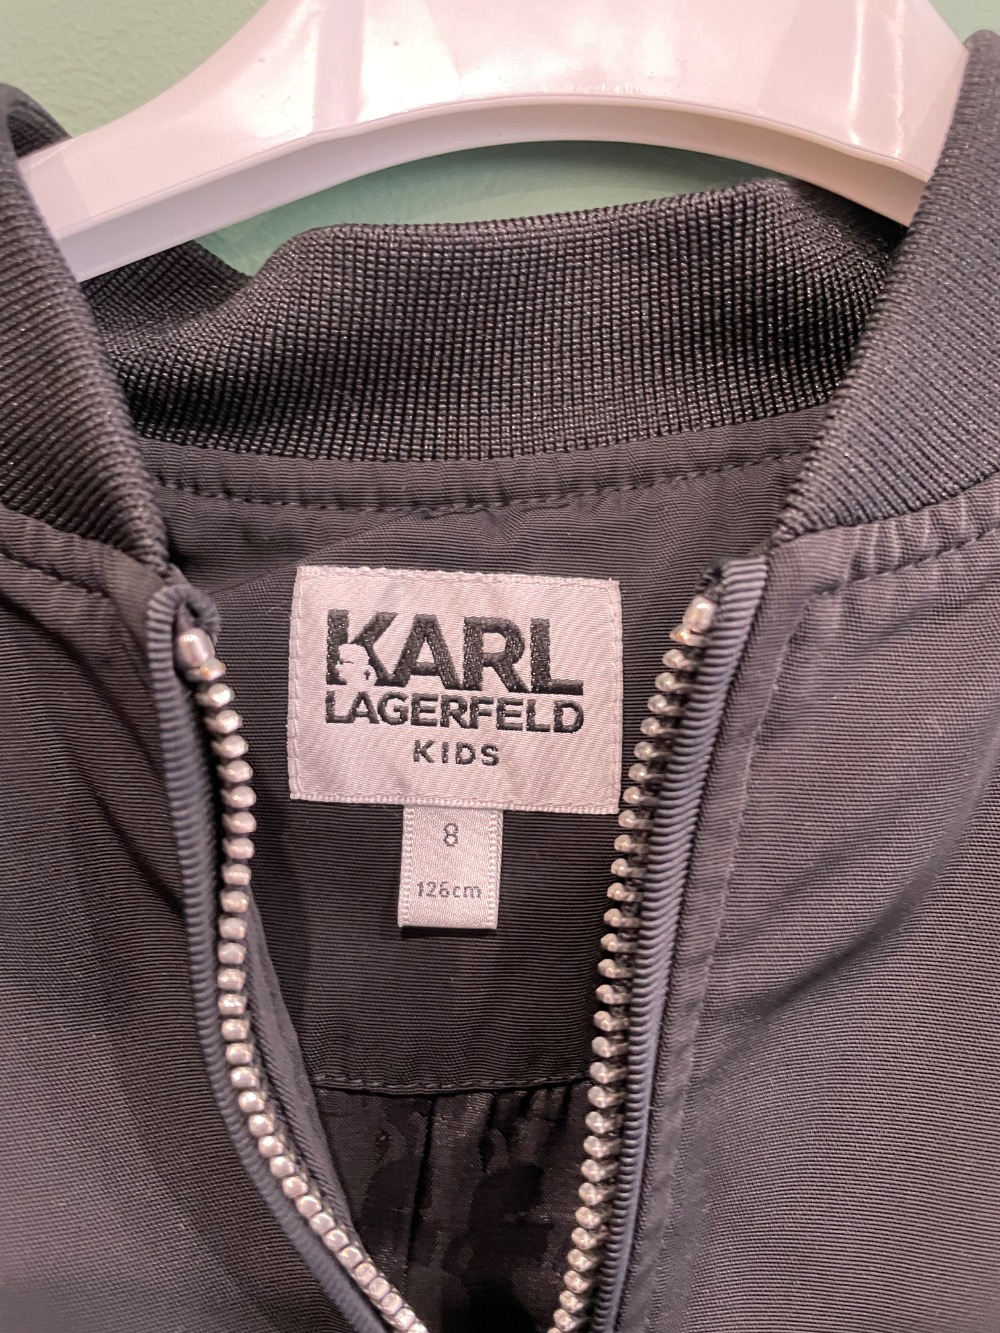 KARL
LAGERFELD
KIDS
8
126cm